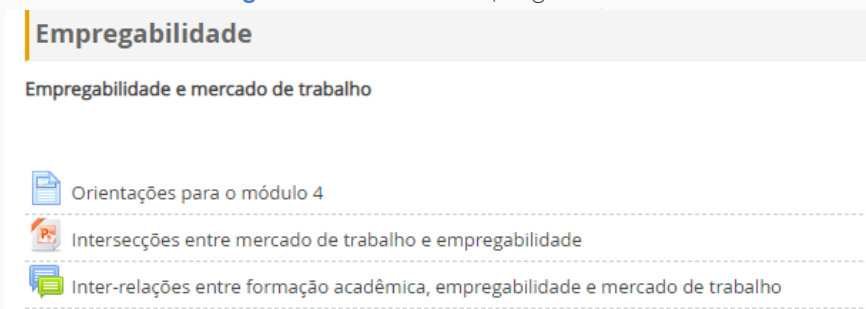 Empregabilidade
Empregabilidade e mercado de trabalho
Orientações para o módulo 4
Intersecções entre mercado de trabalho e empregabilidade
Inter-relações entre formação acadêmica, empregabilidade e mercado de trabalho